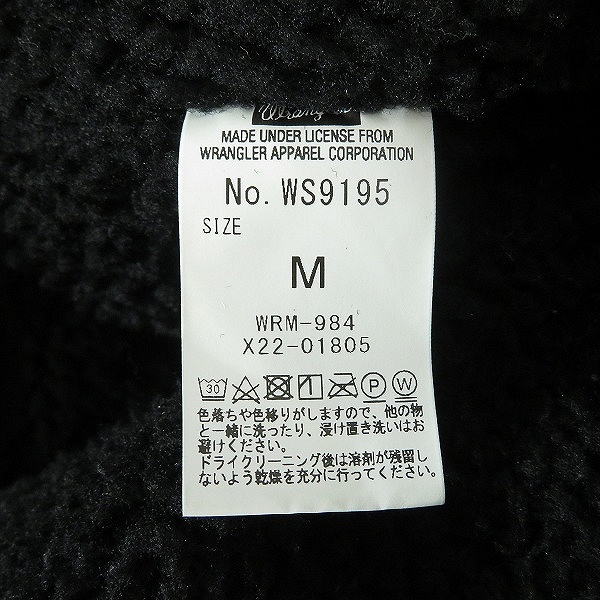 Wrangler
MADE UNDER LICENSE FROM
WRANGLER APPAREL CORPORATION
No. WS9195
SIZE
M
WRM-984
X22-01805
30 P W
色落ちや色移りがしますので、他の物
と一緒に洗ったり、浸け置き洗いはお
避けください。
ドライクリーニング後は溶剤が残留し
ないよう乾燥を充分に行ってください。